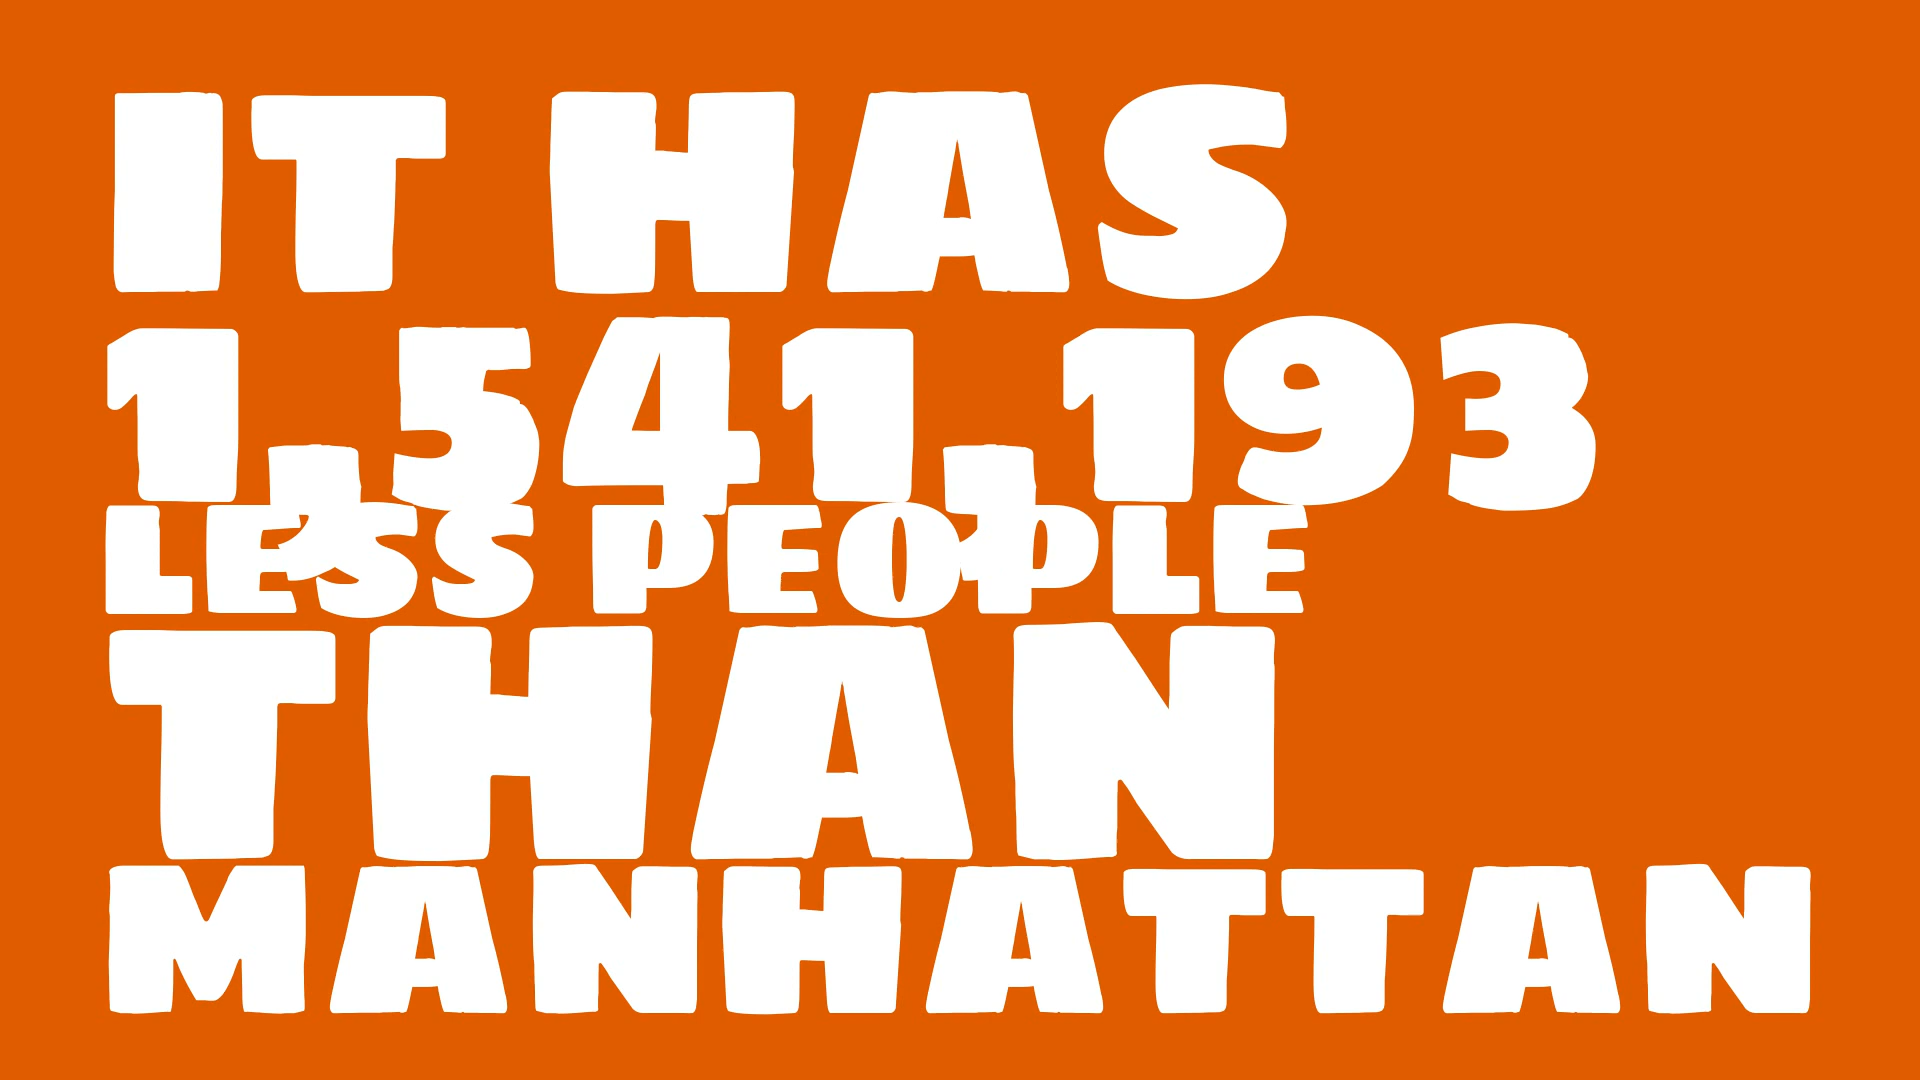 IT HAS
1,541,193
LESS PEOPLE
THAN
MANHATTAN